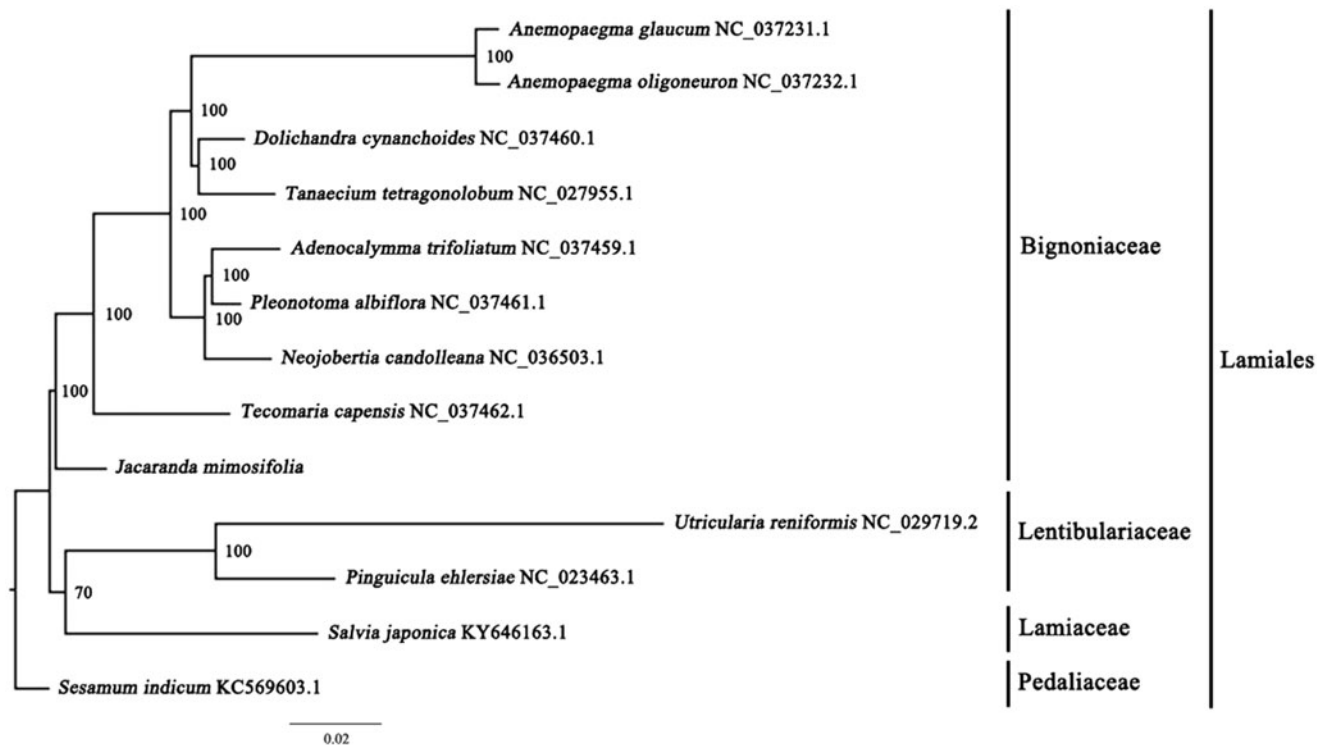 Anemopaegma glaucum NC_037231.1
100
Anemopaegma oligoneuron NC_037232.1
100
Dolichandra cynanchoides NC_037460.1
100
Tanaecium tetragonolobum NC_027955.1
100
Adenocalymma trifoliatum NC_037459.1
Bignoniaceae
100
Pleonotoma albiflora NC_037461.1
100
100
Neojobertia candolleana NC_036503.1
Lamiales
100
Tecomaria capensis NC_037462.1
Jacaranda mimosifolia
Utricularia reniformis NC_029719.2
Lentibulariaceae
100
Pinguicula ehlersiae NC_023463.1
70
Salvia japonica KY646163.1
Lamiaceae
Sesamum indicum KC569603.1
Pedaliaceae
0.02